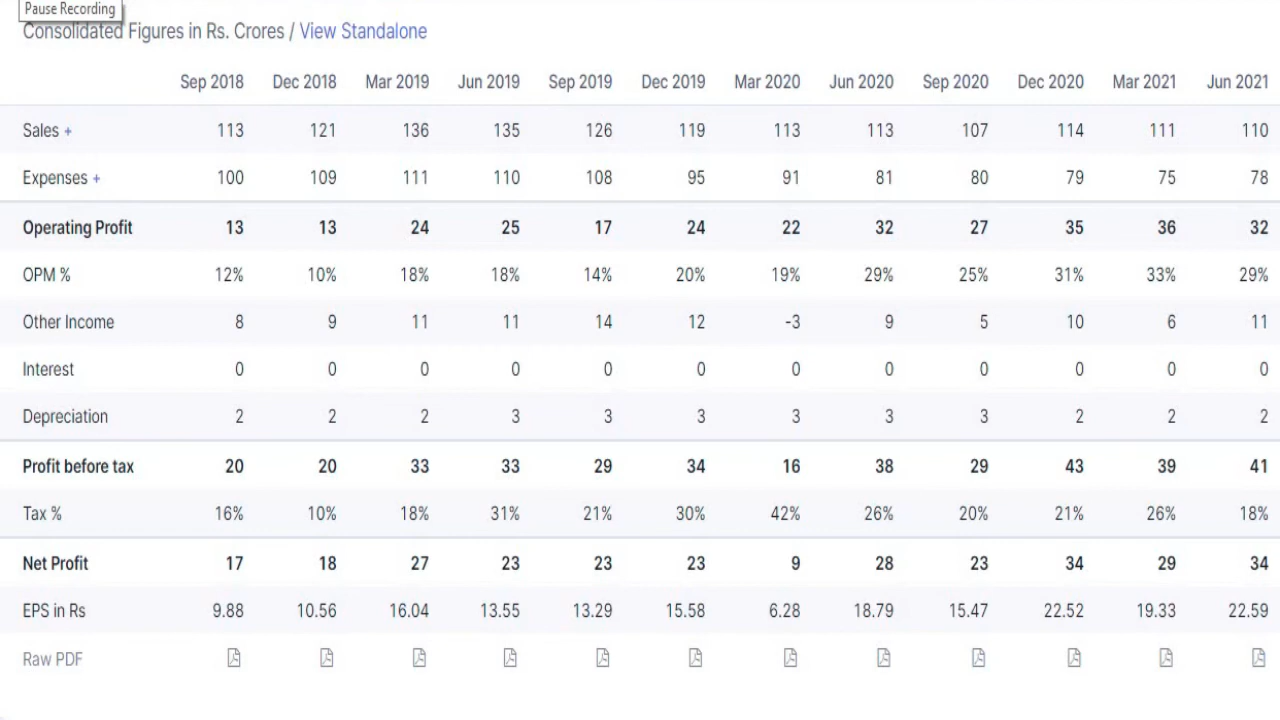 Pause Recording
Consolidated Figures in Rs. Crores / View Standalone
Sep 2018 Dec 2018 Mar 2019 Jun 2019 Sep 2019 Dec 2019 Mar 2020 Jun 2020 Sep 2020 Dec 2020 Mar 2021 Jun 2021
Sales + 113 121 136 135 126 119 113 113 107 114 111 110
Expenses + 100 109 111 110 108 95 91 81 80 79 75 78
Operating Profit 13 13 24 25 17 24 22 32 27 35 36 32
OPM % 12% 10% 18% 18% 14% 20% 19% 29% 25% 31% 33% 29%
Other Income 8 9 11 11 14 12 -3 9 5 10 6 11
Interest 0 0 0 0 0 0 0 0 0 0 0 0
Depreciation 2 2 2 3 3 3 3 3 3 2 2 2
Profit before tax 20 20 33 33 29 34 16 38 29 43 39 41
Tax % 16% 10% 18% 31% 21% 30% 42% 26% 20% 21% 26% 18%
Net Profit 17 18 27 23 23 23 9 28 23 34 29 34
EPS in Rs 9.88 10.56 16.04 13.55 13.29 15.58 6.28 18.79 15.47 22.52 19.33 22.59
Raw PDF